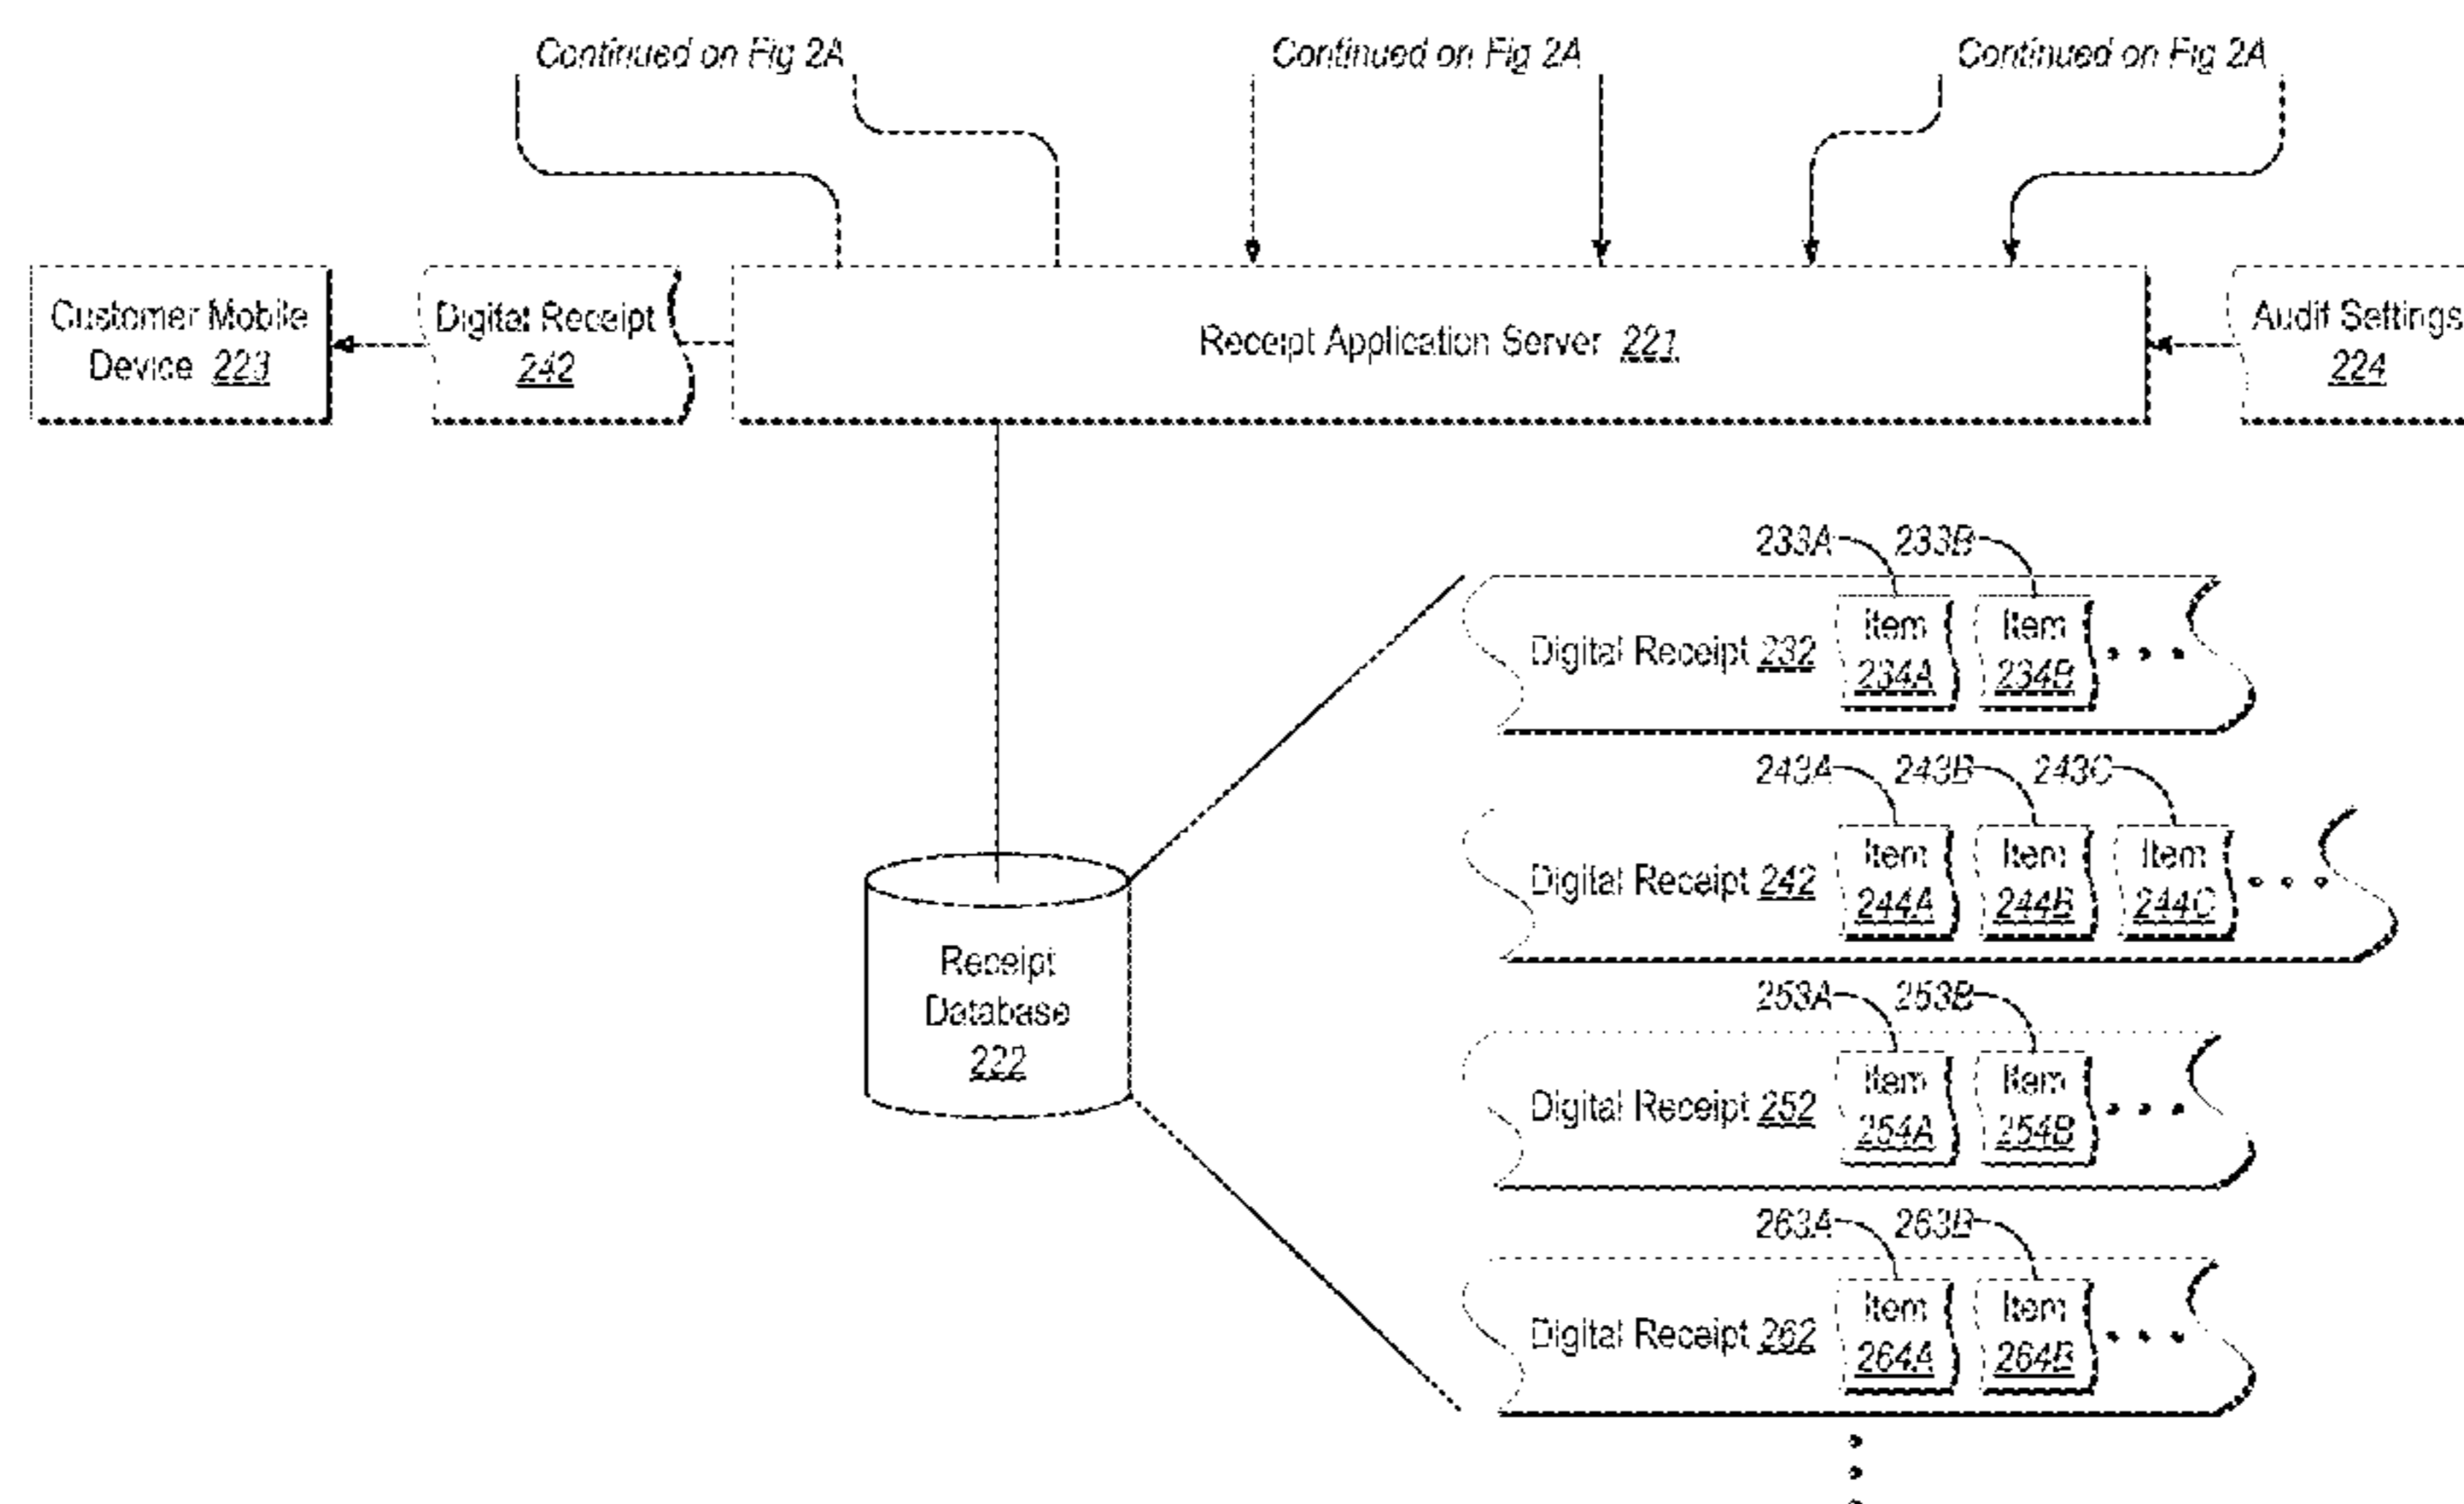 Continued on Fig 2A
Continued on Fig 2A
Continued on Fig 2A
Customer Mobile
Device 223
Digital Receipt
242
Receipt Application Server 221
Audit Settings
224
233A 233B
Digital Receipt 232
Item
234A
Item
234B
243A 243B 243C
Digital Receipt 242
Item
244A
Item
244B
Item
244C
253A 253B
Digital Receipt 252
Item
254A
Item
254B
263A 263B
Digital Receipt 262
Item
264A
Item
264B
Receipt
Database
222